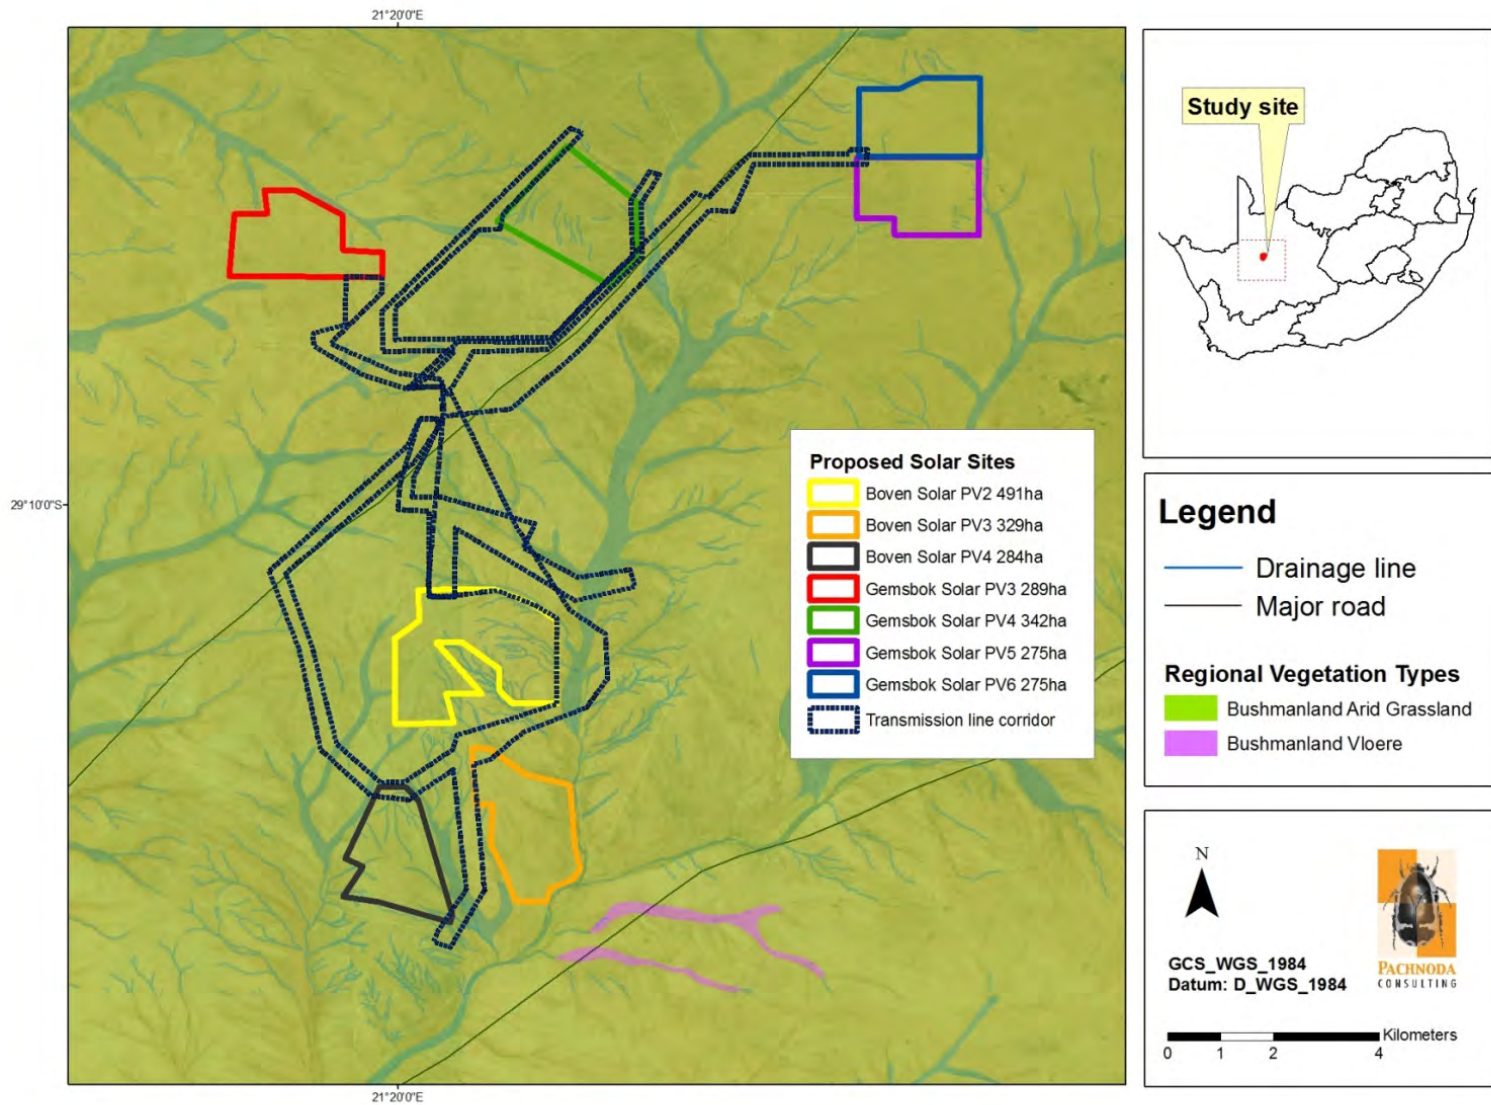 21°20'0"E
29°10'0"S
Proposed Solar Sites
Boven Solar PV2 491ha
Boven Solar PV3 329ha
Boven Solar PV4 284ha
Gemsbok Solar PV3 289ha
Gemsbok Solar PV4 342ha
Gemsbok Solar PV5 275ha
Gemsbok Solar PV6 275ha
Transmission line corridor
21°20'0"E
Study site
Legend
Drainage line
Major road
Regional Vegetation Types
Bushmanland Arid Grassland
Bushmanland Vloere
N
GCS_WGS_1984
Datum: D_WGS_1984
PACHNODA
CONSULTING
Kilometers
0 1 2 4